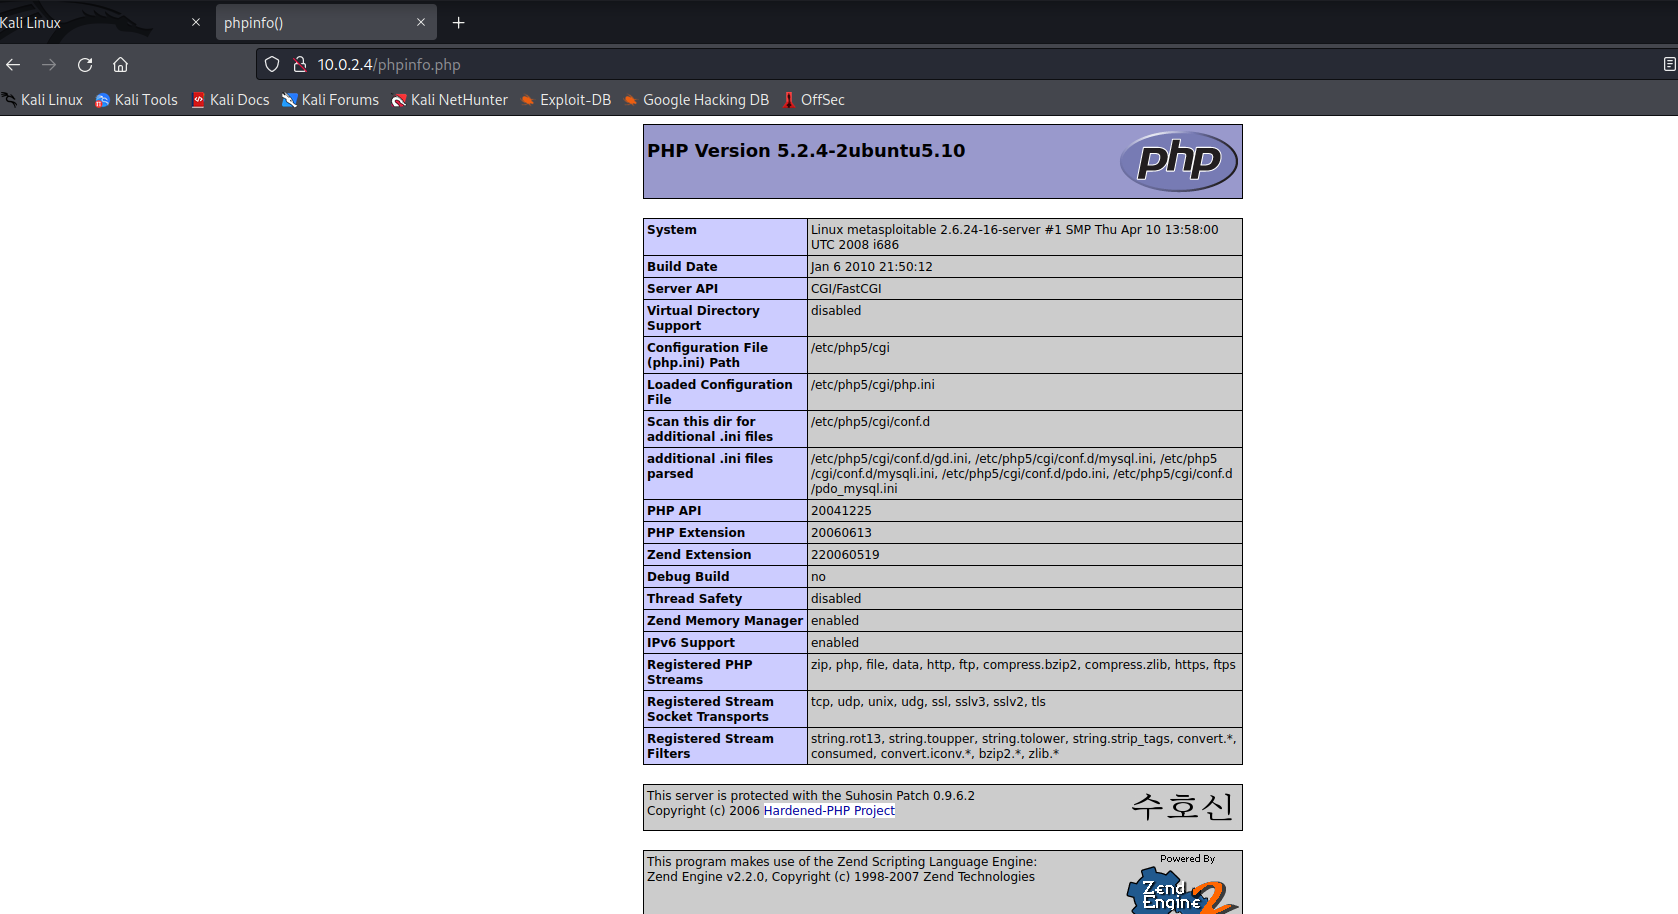 Kali Linux
phpinfo()
10.0.2.4/phpinfo.php
Kali Linux Kali Tools Kali Docs Kali Forums Kali NetHunter Exploit-DB Google Hacking DB OffSec
PHP Version 5.2.4-2ubuntu5.10
php
System
Linux metasploitable 2.6.24-16-server #1 SMP Thu Apr 10 13:58:00
UTC 2008 i686
Build Date
Jan 6 2010 21:50:12
Server API
CGI/FastCGI
Virtual Directory
Support
disabled
Configuration File
(php.ini) Path
/etc/php5/cgi
Loaded Configuration
File
/etc/php5/cgi/php.ini
Scan this dir for
additional .ini files
/etc/php5/cgi/conf.d
additional .ini files
parsed
/etc/php5/cgi/conf.d/gd.ini, /etc/php5/cgi/conf.d/mysql.ini, /etc/php5
/cgi/conf.d/mysqli.ini, /etc/php5/cgi/conf.d/pdo.ini, /etc/php5/cgi/conf.d
/pdo_mysql.ini
PHP API
20041225
PHP Extension
20060613
Zend Extension
220060519
Debug Build
no
Thread Safety
disabled
Zend Memory Manager
enabled
IPv6 Support
enabled
Registered PHP
Streams
zip, php, file, data, http, ftp, compress.bzip2, compress.zlib, https, ftps
Registered Stream
Socket Transports
tcp, udp, unix, udg, ssl, sslv3, sslv2, tls
Registered Stream
Filters
string.rot13, string.toupper, string.tolower, string.strip_tags, convert.*,
consumed, convert.iconv.*, bzip2.*, zlib.*
This server is protected with the Suhosin Patch 0.9.6.2
Copyright (c) 2006 Hardened-PHP Project
수호신
This program makes use of the Zend Scripting Language Engine:
Zend Engine v2.2.0, Copyright (c) 1998-2007 Zend Technologies
Powered By
Zend
Engine 2